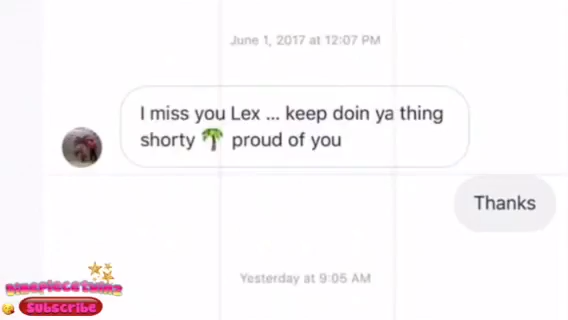 June 1, 2017 at 12:07 PM
I miss you Lex ... keep doin ya thing
shorty 🌴 proud of you
Thanks
Yesterday at 9:05 AM
Subscribe